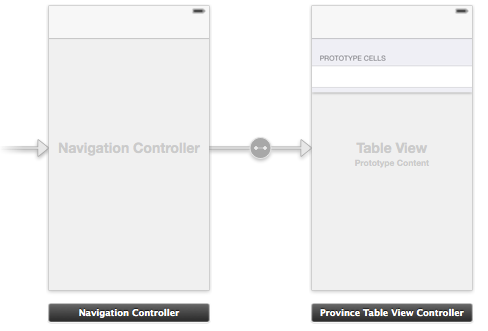 PROTOTYPE CELLS
Navigation Controller
Table View
Prototype Content
Navigation Controller
Province Table View Controller